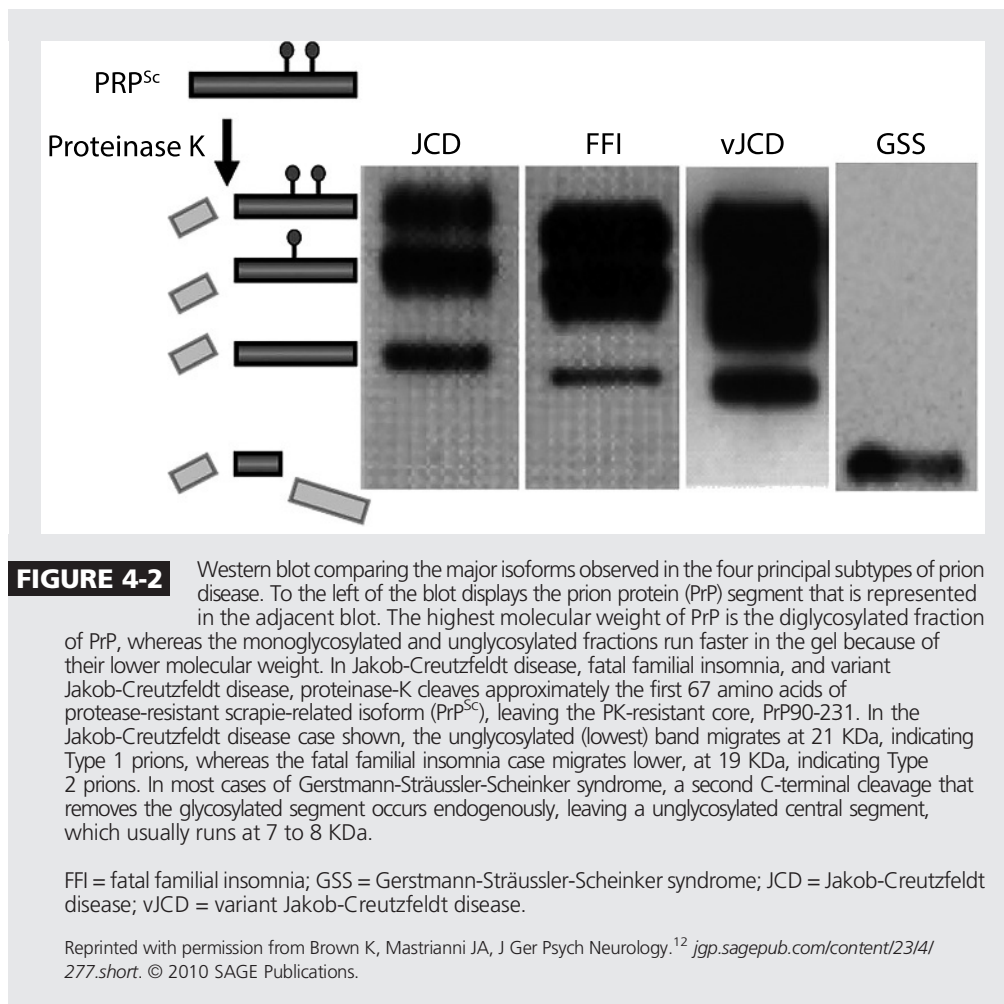 PRPSc
Proteinase K
JCD FFI vJCD GSS
FIGURE 4-2 Western blot comparing the major isoforms observed in the four principal subtypes of prion
disease. To the left of the blot displays the prion protein (PrP) segment that is represented
in the adjacent blot. The highest molecular weight of PrP is the diglycosylated fraction
of PrP, whereas the monoglycosylated and unglycosylated fractions run faster in the gel because of
their lower molecular weight. In Jakob-Creutzfeldt disease, fatal familial insomnia, and variant
Jakob-Creutzfeldt disease, proteinase-K cleaves approximately the first 67 amino acids of
protease-resistant scrapie-related isoform (PrPSc), leaving the PK-resistant core, PrP90-231. In the
Jakob-Creutzfeldt disease case shown, the unglycosylated (lowest) band migrates at 21 KDa, indicating
Type 1 prions, whereas the fatal familial insomnia case migrates lower, at 19 KDa, indicating Type
2 prions. In most cases of Gerstmann-Sträussler-Scheinker syndrome, a second C-terminal cleavage that
removes the glycosylated segment occurs endogenously, leaving a unglycosylated central segment,
which usually runs at 7 to 8 KDa.
FFI = fatal familial insomnia; GSS = Gerstmann-Sträussler-Scheinker syndrome; JCD = Jakob-Creutzfeldt
disease; vJCD = variant Jakob-Creutzfeldt disease.
Reprinted with permission from Brown K, Mastrianni JA, J Ger Psych Neurology.12 jgp.sagepub.com/content/23/4/
277.short. © 2010 SAGE Publications.